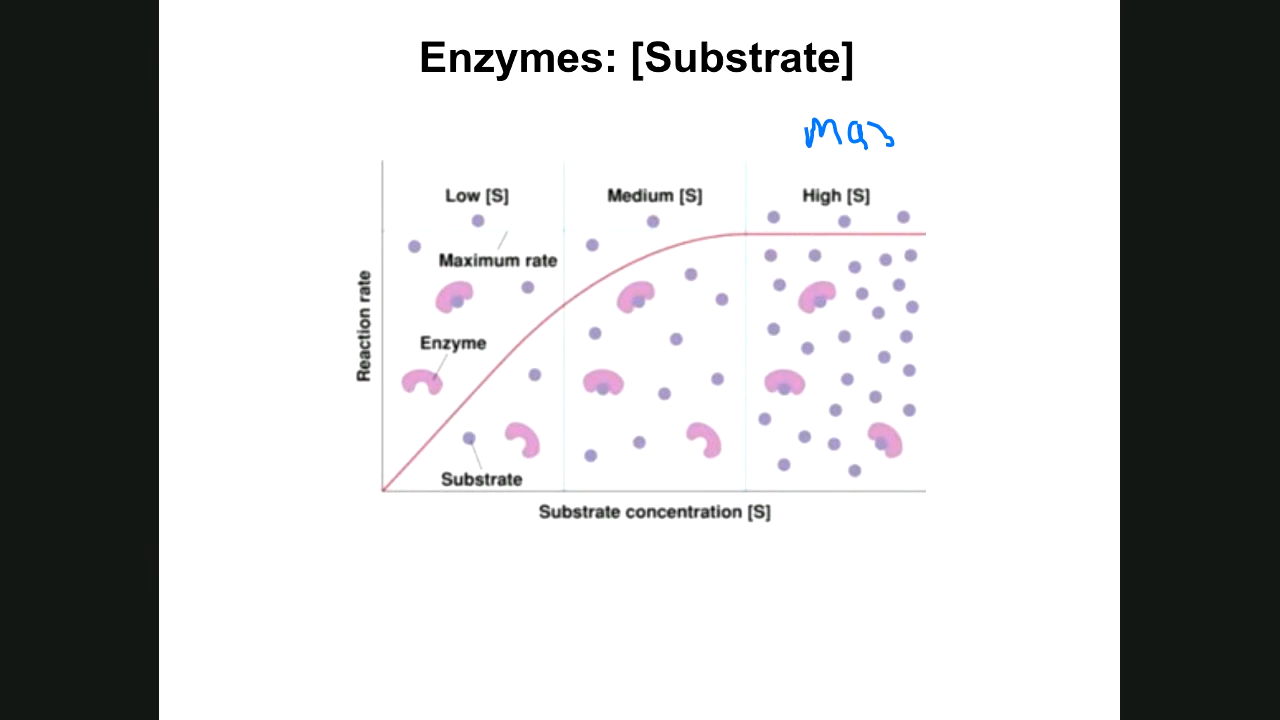 Enzymes: [Substrate]
Low [S]
Medium [S]
High [S]
Maximum rate
Enzyme
Substrate
Reaction rate
Substrate concentration [S]